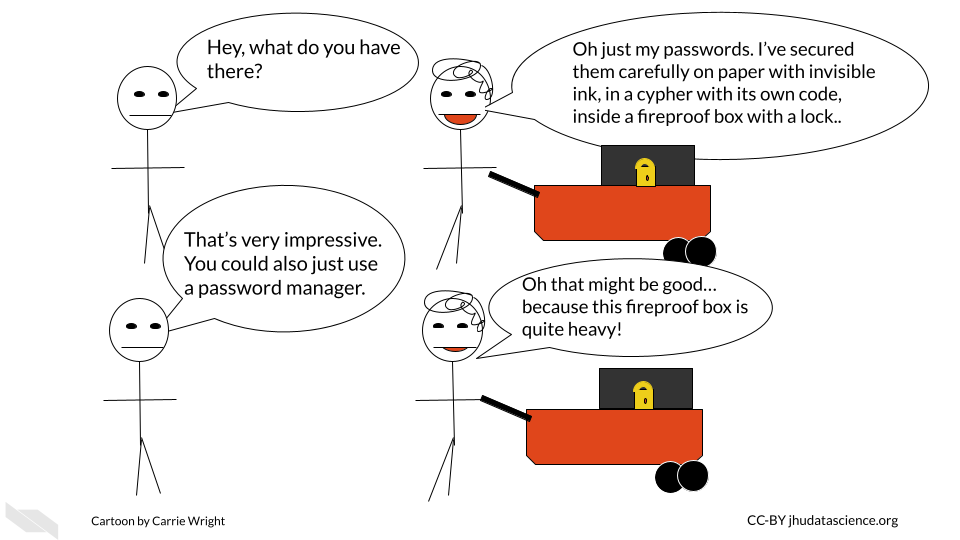 Hey, what do you have
there?
Oh just my passwords. I've secured
them carefully on paper with invisible
ink, in a cypher with its own code,
inside a fireproof box with a lock..
That's very impressive.
You could also just use
a password manager.
Oh that might be good...
because this fireproof box is
quite heavy!
Cartoon by Carrie Wright
CC-BY jhudatascience.org